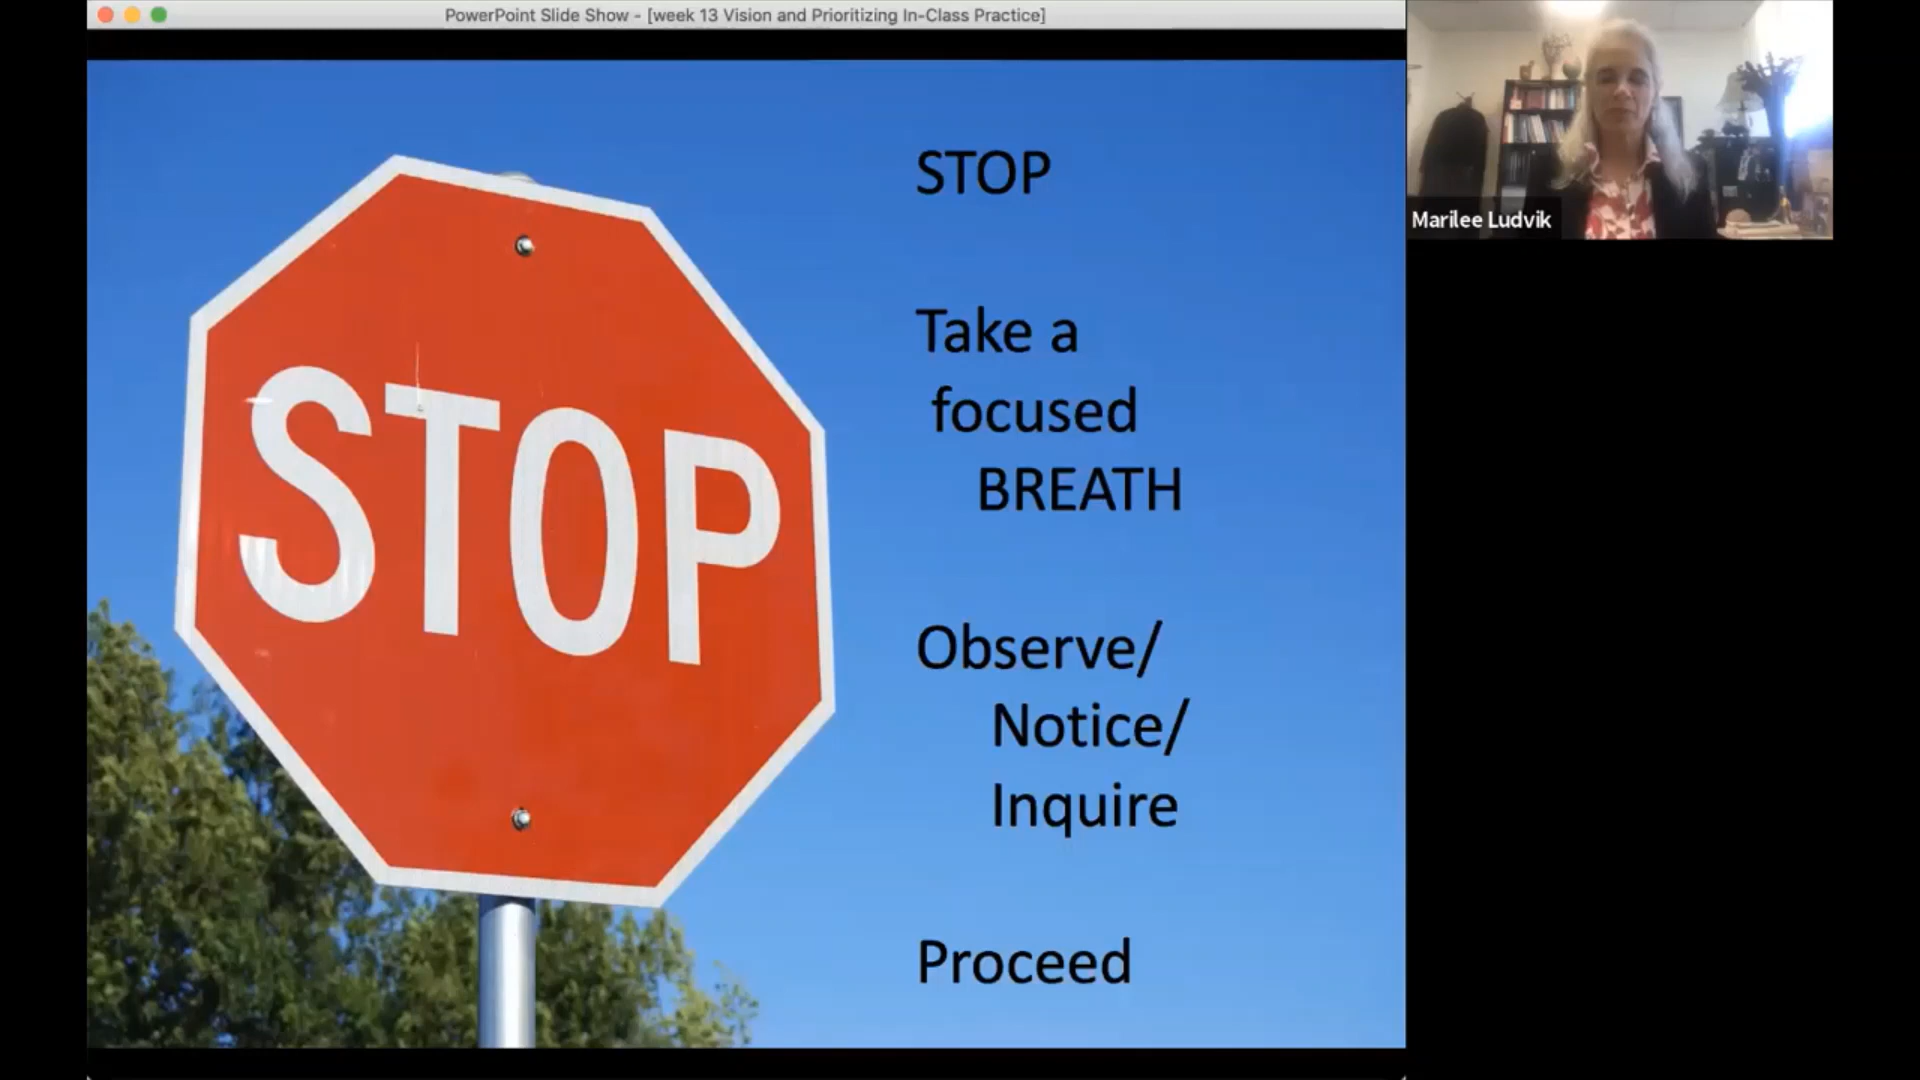 PowerPoint Slide Show - [week 13 Vision and Prioritizing In-Class Practice]
STOP
STOP
Take a
focused
BREATH
Observe/
Notice/
Inquire
Proceed
Marilee Ludvik